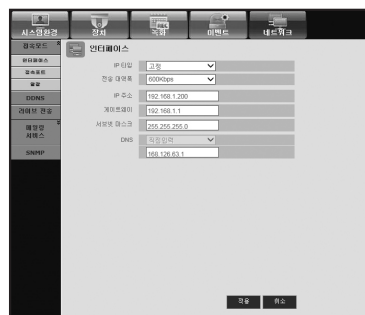 시스템환경 장치 녹화 이벤트 네트워크
REC
접속모드
인터페이스
접속포트
DDNS
라이브 전송
메일링
서비스
SNMP
인터페이스
IP 타입 고정
전송 대역폭 600Kbps
IP 주소 192.168.1.200
게이트웨이 192.168.1.1
서브넷 마스크 255.255.255.0
DNS 직접입력
168.126.63.1
적용 취소